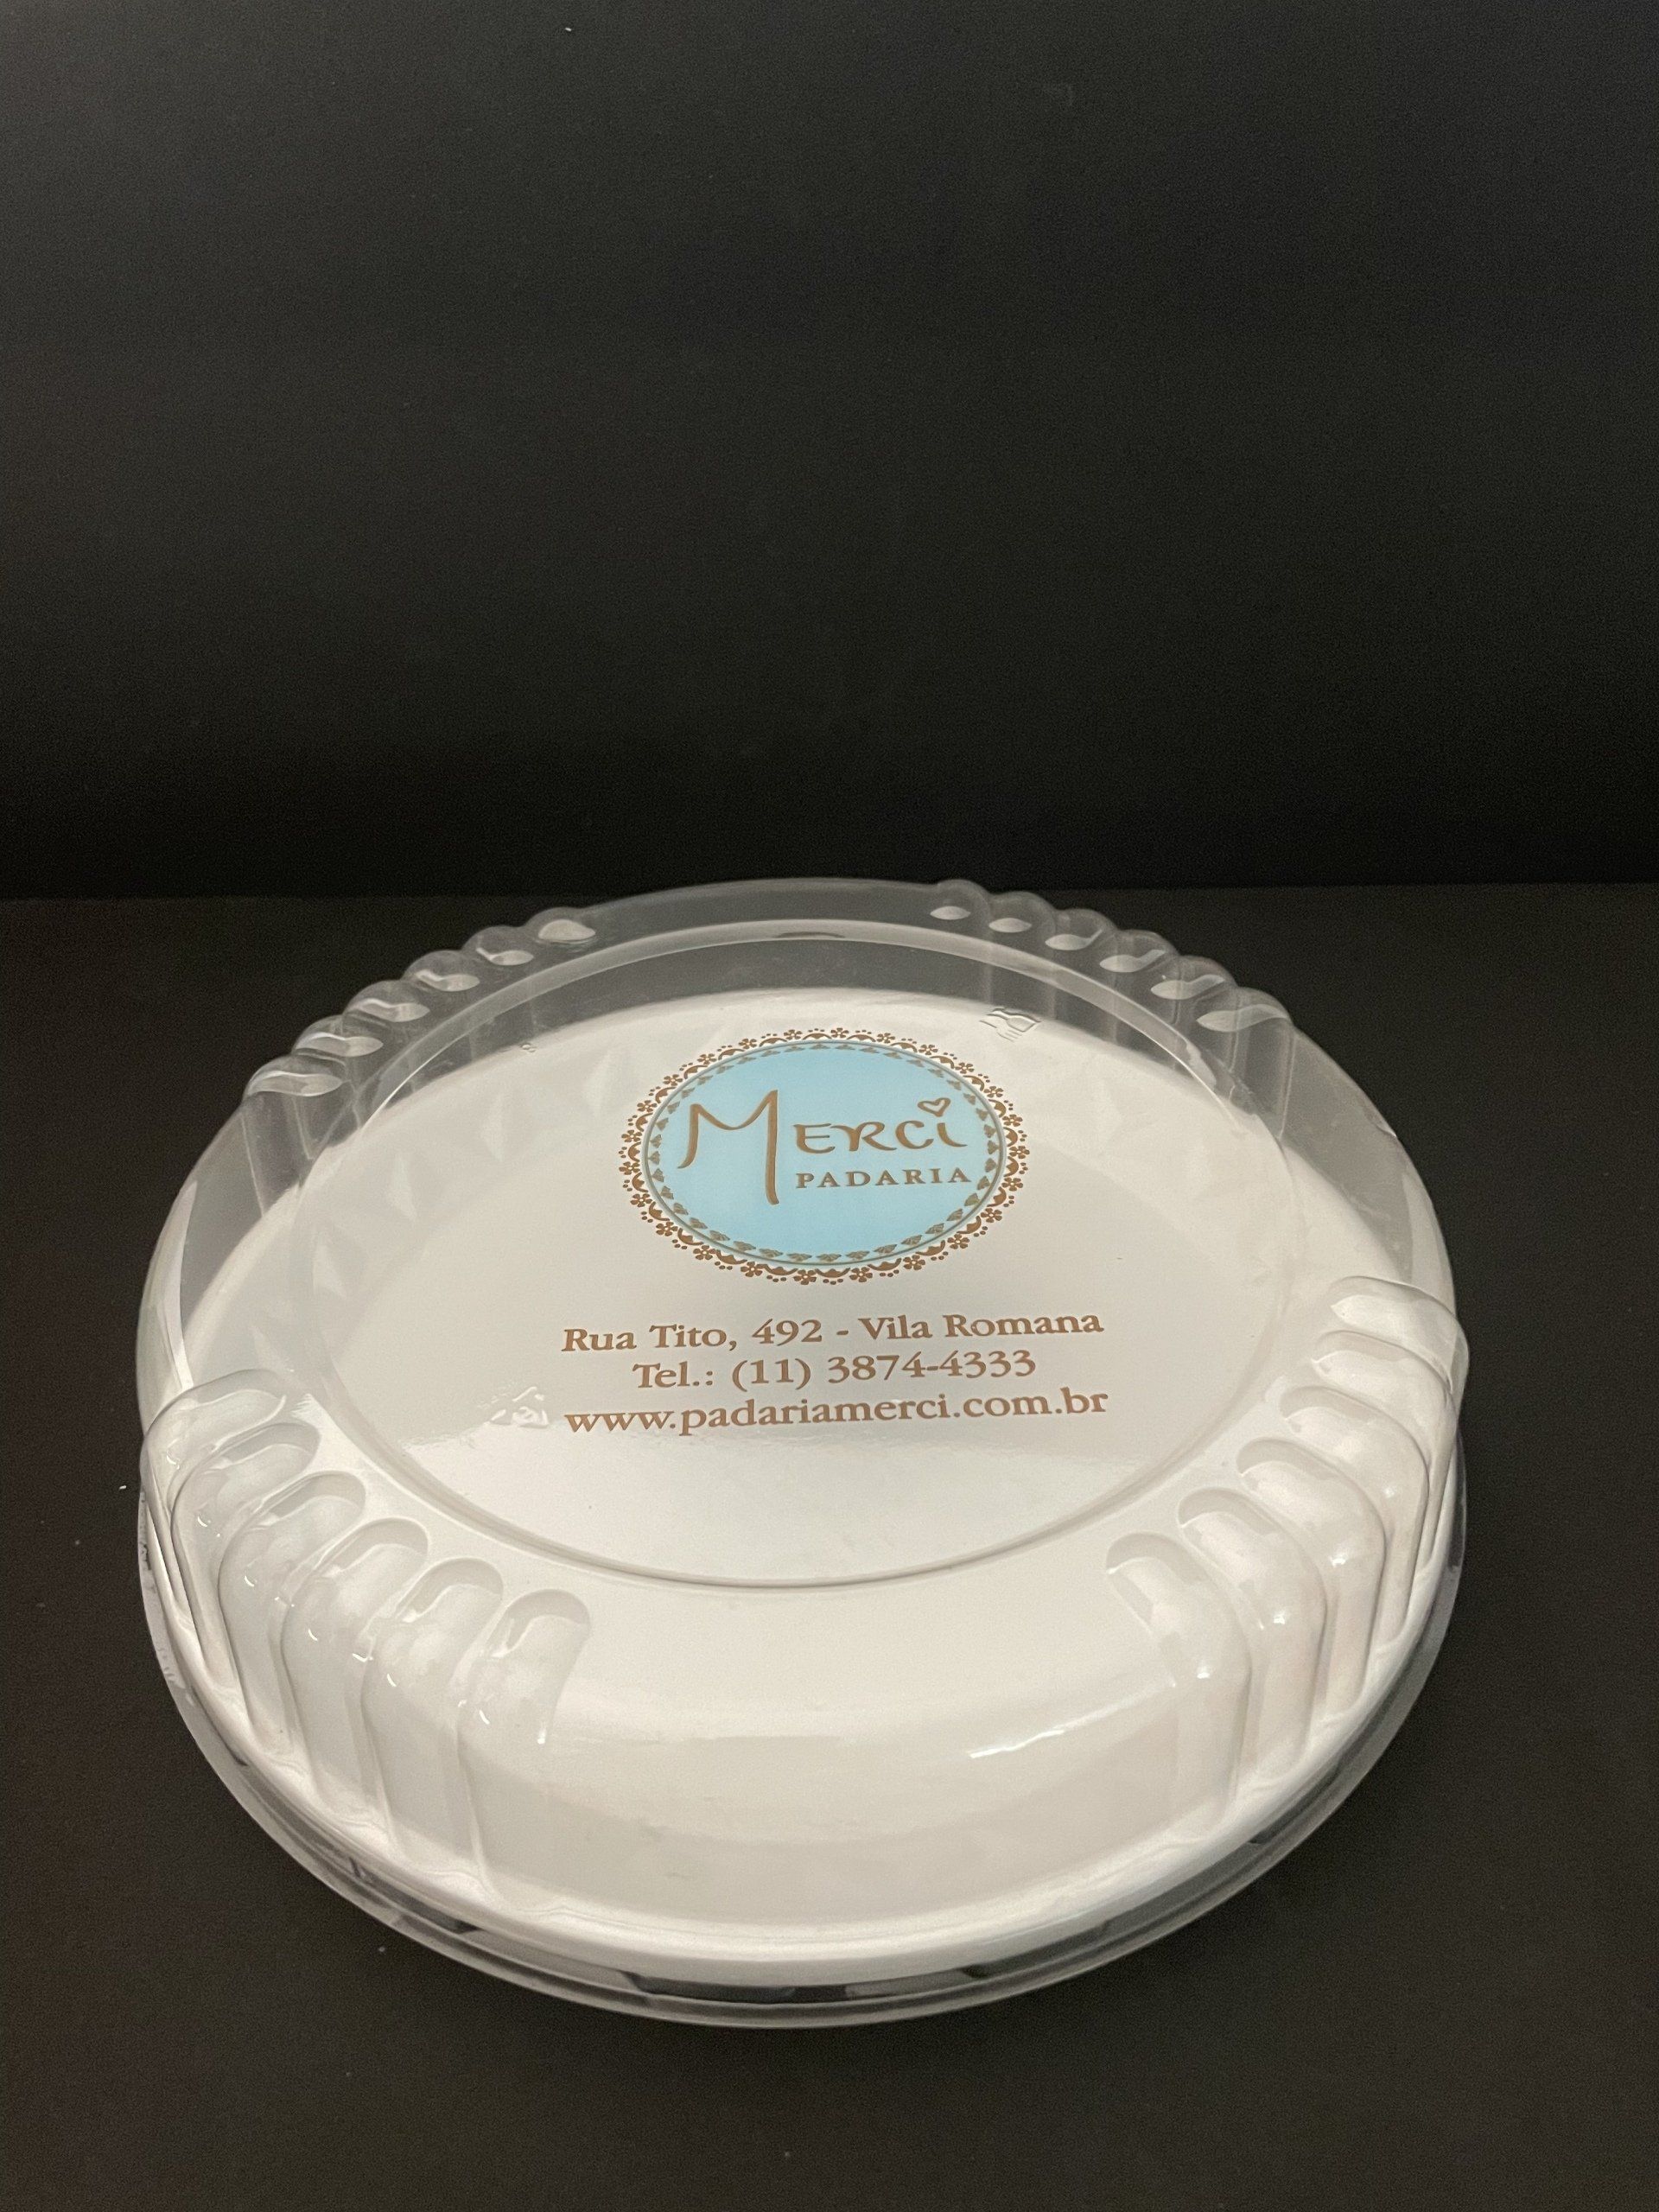 MERCi
PADARIA
Rua Tito, 492 - Vila Romana
Tel.: (11) 3874-4333
www.padariamerci.com.br